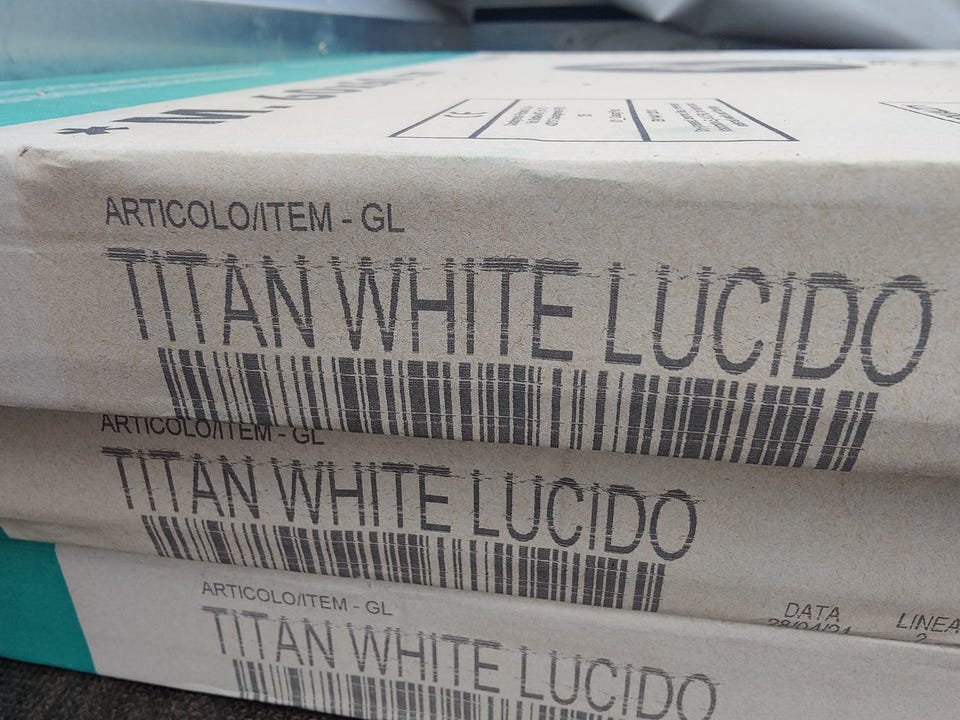 ARTICOLO/ITEM - GL
TITAN WHITE LUCIDO
ARTICOLO/ITEM - GL
TITAN WHITE LUCIDO
DATA LINEA
ARTICOLO/ITEM - GL
TITAN WHITE LUCIDO